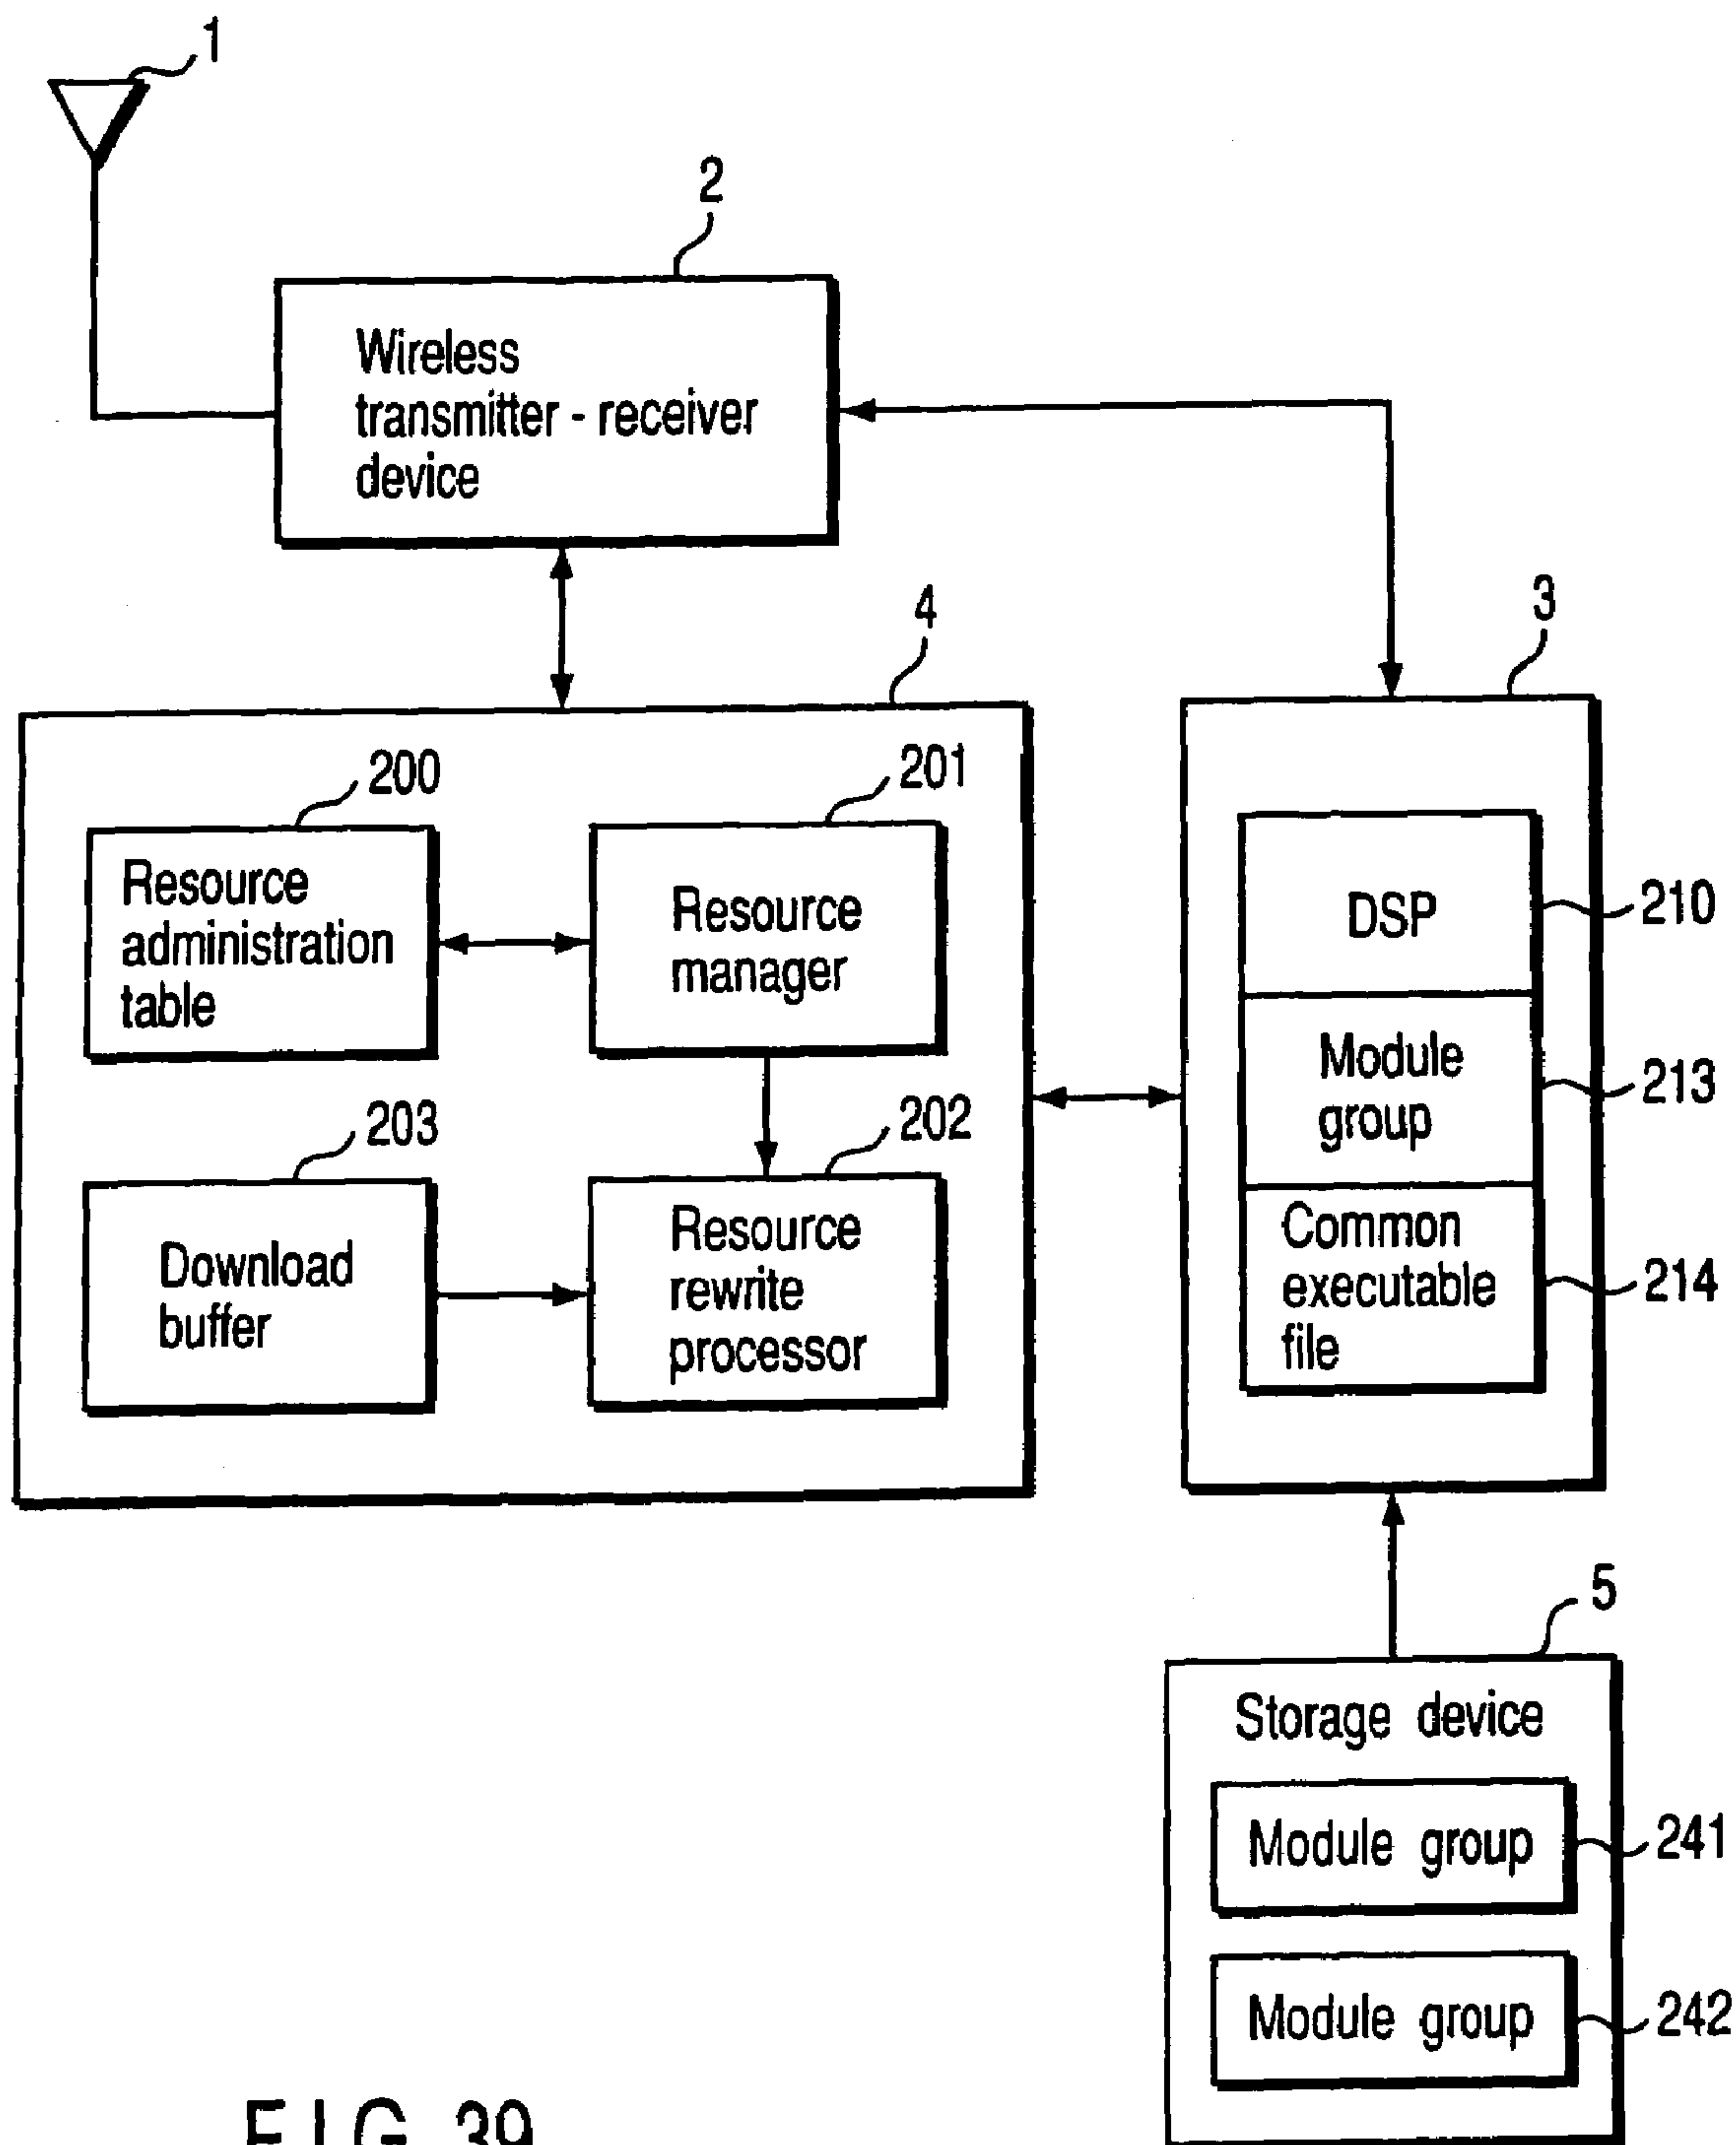 1
2
Wireless
transmitter - receiver
device
4
3
200
201
Resource
administration
table
Resource
manager
DSP
210
Module
group
213
203
202
Download
buffer
Resource
rewrite
processor
Common
executable
file
214
5
Storage device
Module group
241
Module group
242
FIG. 39